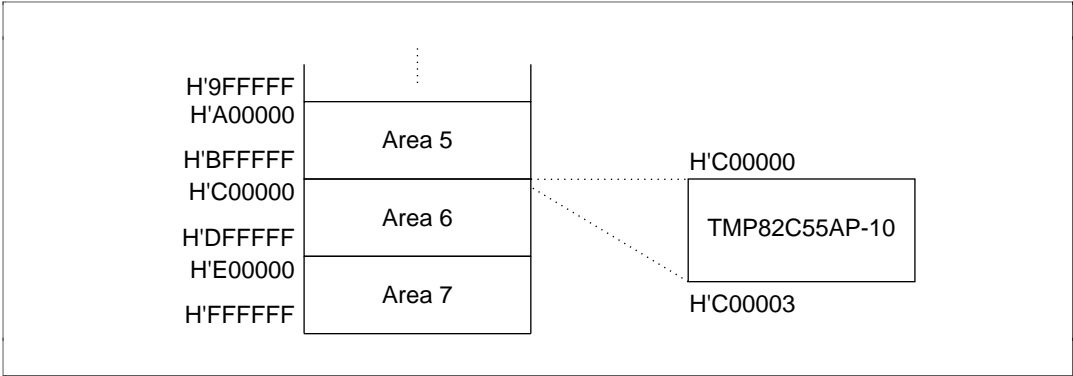 H'9FFFFF
H'A00000
Area 5
H'BFFFFF
H'C00000
H'C00000
Area 6
TMP82C55AP-10
H'DFFFFF
H'E00000
Area 7
H'C00003
H'FFFFFF